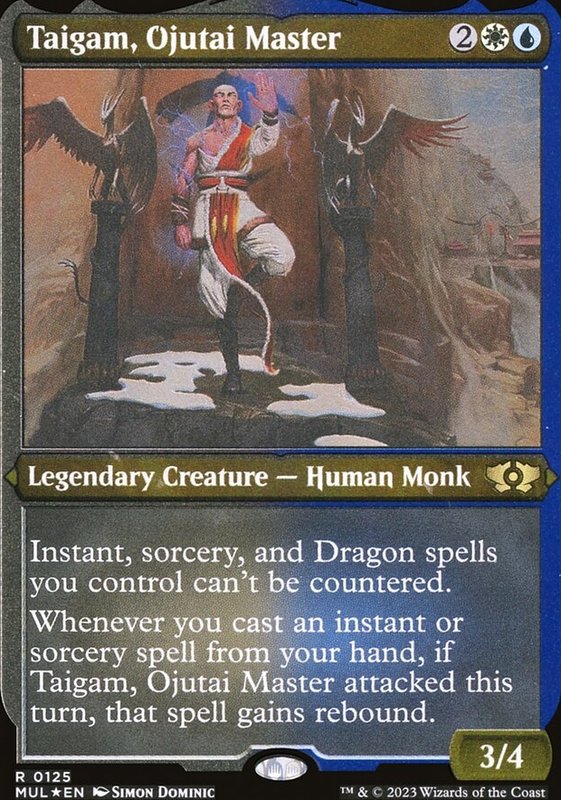 Taigam, Ojutai Master 2
Legendary Creature — Human Monk
Instant, sorcery, and Dragon spells
you control can't be countered.
Whenever you cast an instant or
sorcery spell from your hand, if
Taigam, Ojutai Master attacked this
turn, that spell gains rebound.
3/4
R 0125
MUL★EN Simon Dominic
™ & © 2023 Wizards of the Coast